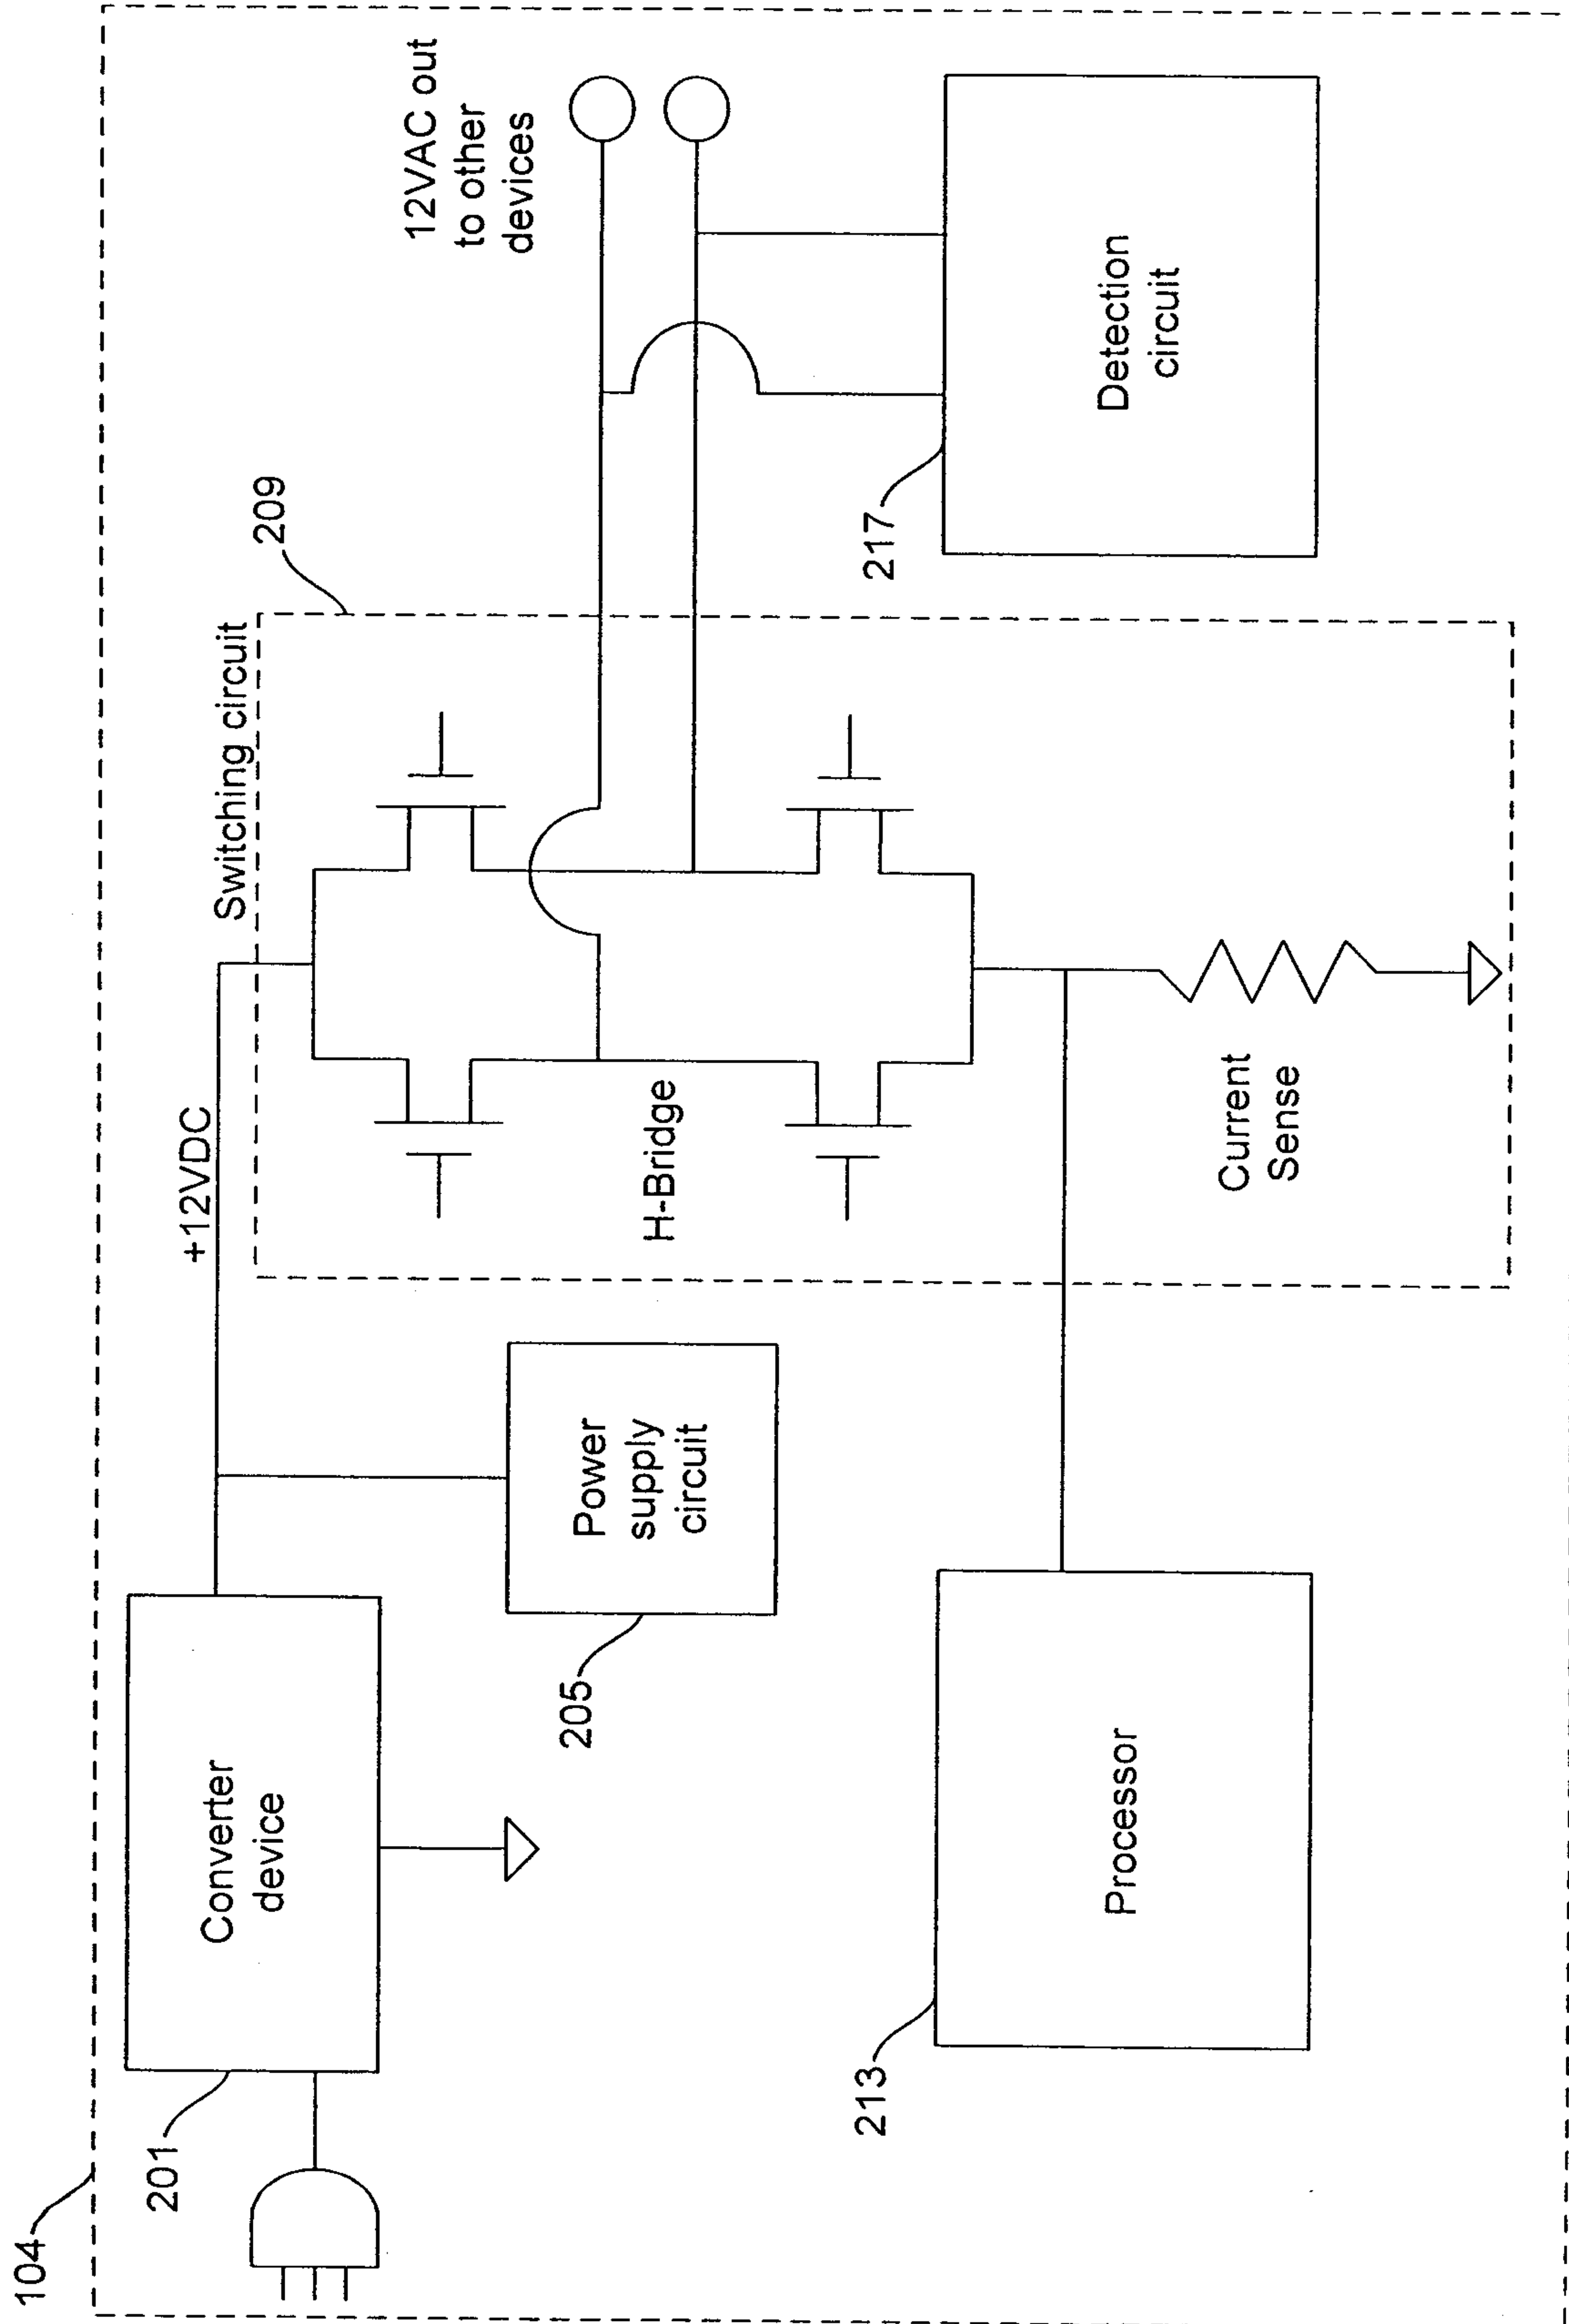 104
201
Converter
device
+12VDC
205
Power
supply
circuit
213
Processor
Switching circuit
209
H-Bridge
Current
Sense
12VAC out
to other
devices
217
Detection
circuit